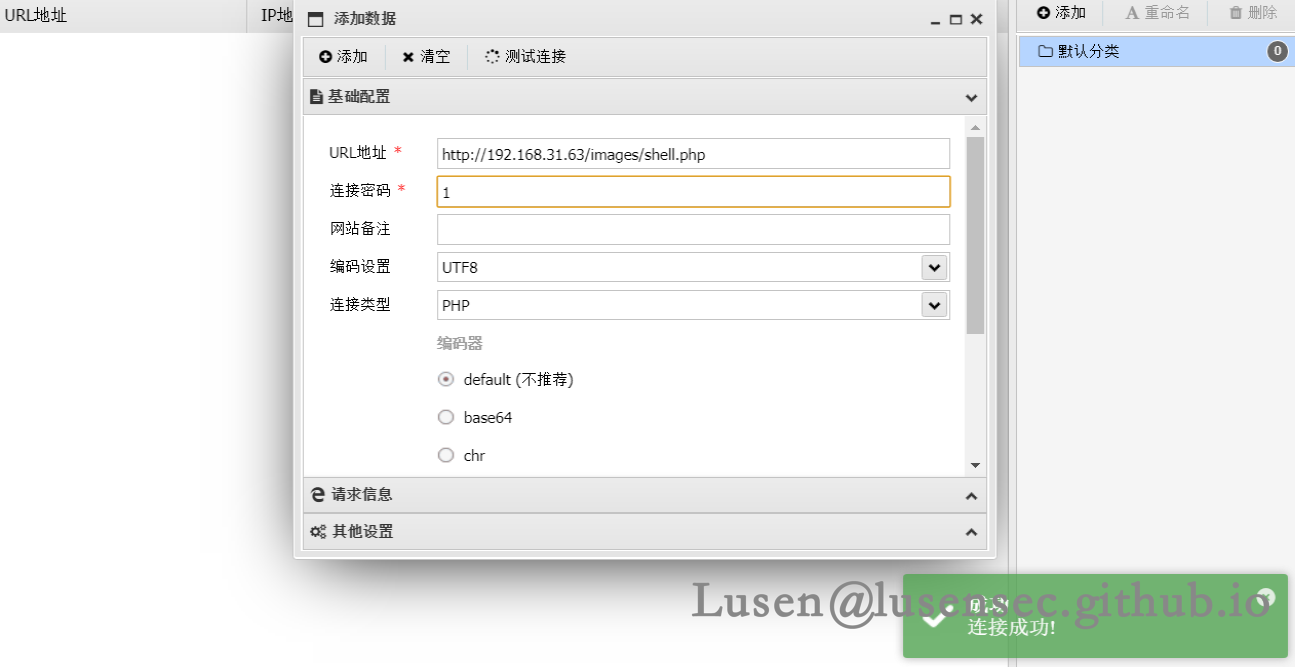 URL地址
IP地
添加数据
添加 清空 测试连接
基础配置
URL地址 * http://192.168.31.63/images/shell.php
连接密码 * 1
网站备注
编码设置 UTF8
连接类型 PHP
编码器
default (不推荐)
base64
chr
请求信息
其他设置
添加 A 重命名 删除
默认分类 0
成功
连接成功!
Lusen@lusensec.github.io